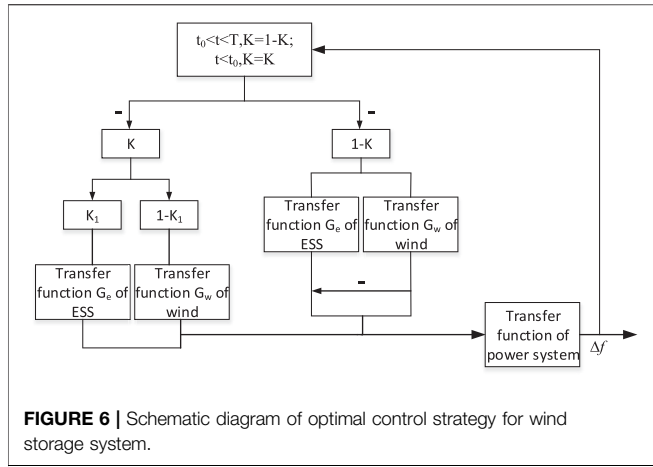 t₀<t<T,K=1-K;
t<t₀,K=K
-
-
K
1-K
K₁
1-K₁
Transfer
function Gₑ of
ESS
Transfer
function G_w of
wind
Transfer
function Gₑ of
ESS
Transfer
function G_w of
wind
-
Transfer
function of
power system
Δf
FIGURE 6 | Schematic diagram of optimal control strategy for wind
storage system.